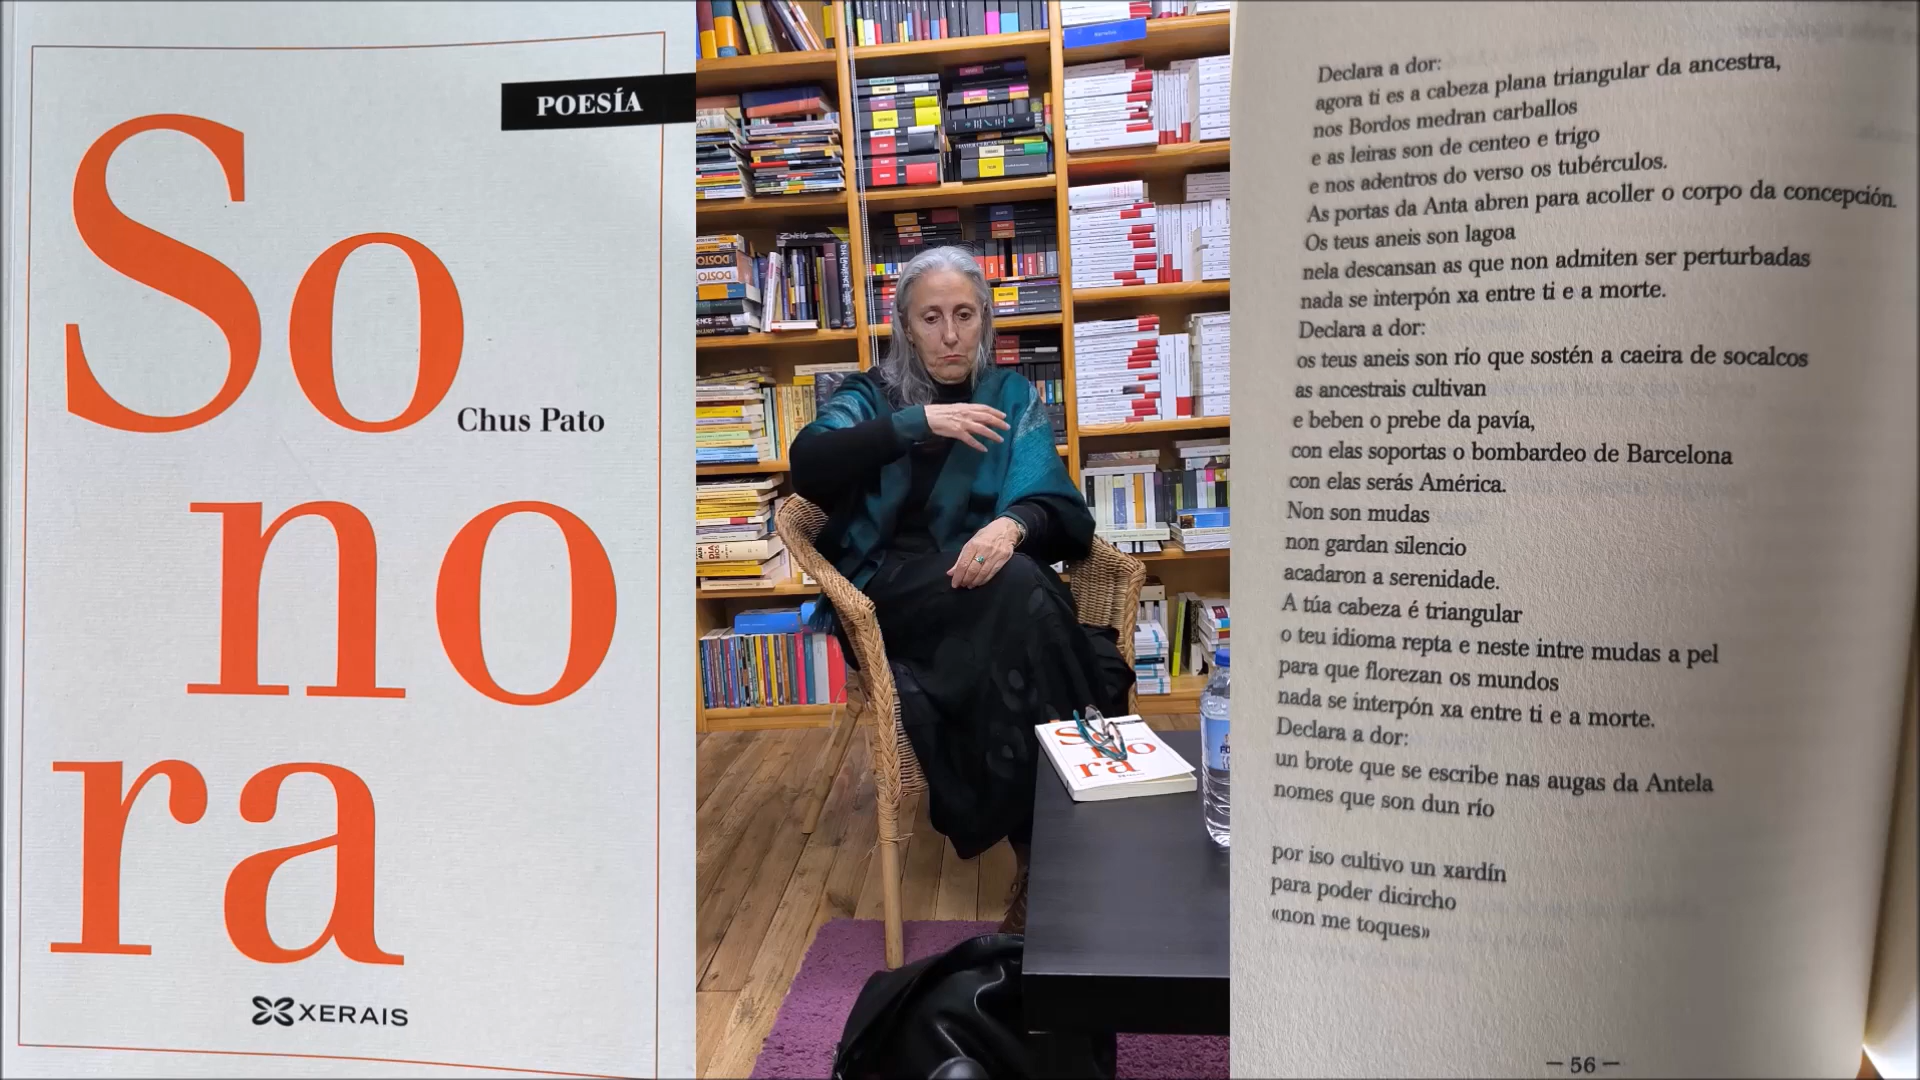 POESÍA
So
Chus Pato
no
ra
XERAIS
DOSTO
DOSTO
So
no
ra
Declara a dor:
agora ti es a cabeza plana triangular da ancestra,
nos Bordos medran carballos
e as leiras son de centeo e trigo
e nos adentros do verso os tubérculos.
As portas da Anta abren para acoller o corpo da concepción.
Os teus aneis son lagoa
nela descansan as que non admiten ser perturbadas
nada se interpón xa entre ti e a morte.
Declara a dor:
os teus aneis son río que sostén a caeira de socalcos
as ancestrais cultivan
e beben o prebe da pavía,
con elas soportas o bombardeo de Barcelona
con elas serás América.
Non son mudas
non gardan silencio
acadaron a serenidade.
A túa cabeza é triangular
o teu idioma repta e neste intre mudas a pel
para que florezan os mundos
nada se interpón xa entre ti e a morte.
Declara a dor:
un brote que se escribe nas augas da Antela
nomes que son dun río
por iso cultivo un xardín
para poder dicircho
«non me toques»
— 56 —